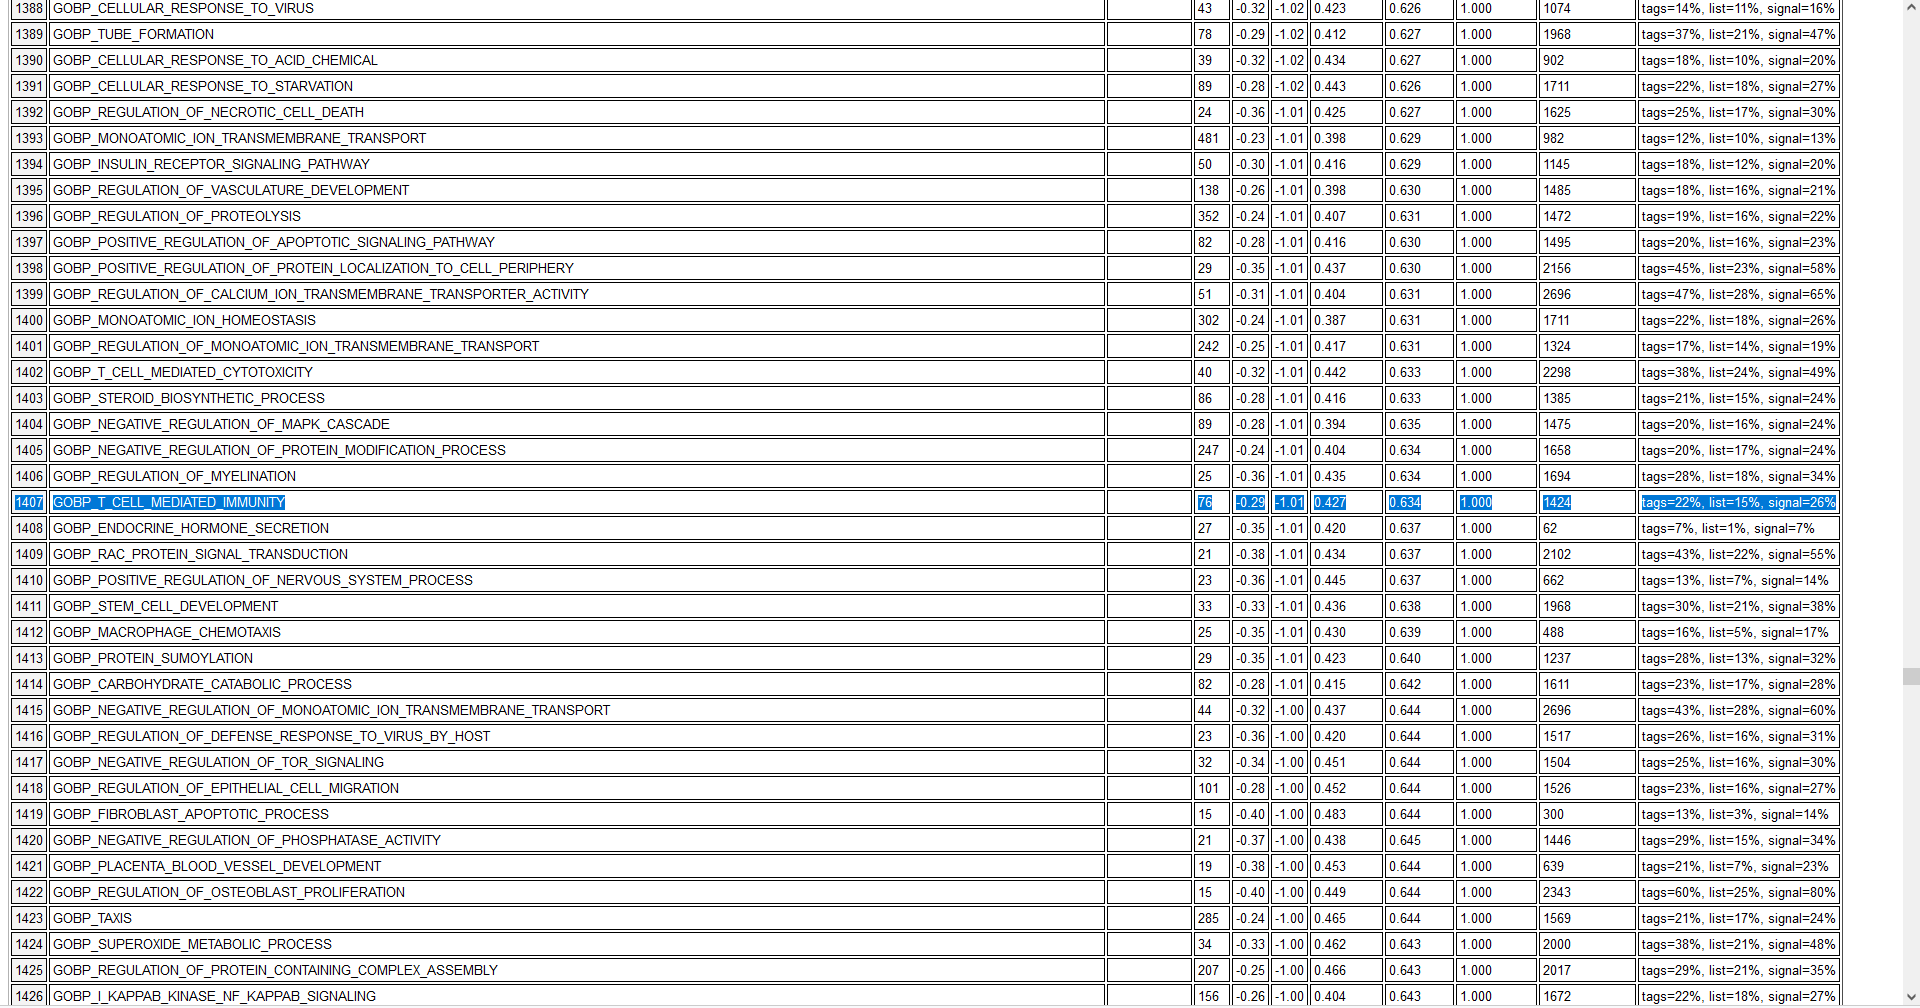 1388 GOBP_CELLULAR_RESPONSE_TO_VIRUS 43 -0.32 -1.02 0.423 0.626 1.000 1074 tags=14%, list=11%, signal=16%
1389 GOBP_TUBE_FORMATION 78 -0.29 -1.02 0.412 0.627 1.000 1968 tags=37%, list=21%, signal=47%
1390 GOBP_CELLULAR_RESPONSE_TO_ACID_CHEMICAL 39 -0.32 -1.02 0.434 0.627 1.000 902 tags=18%, list=10%, signal=20%
1391 GOBP_CELLULAR_RESPONSE_TO_STARVATION 89 -0.28 -1.02 0.443 0.626 1.000 1711 tags=22%, list=18%, signal=27%
1392 GOBP_REGULATION_OF_NECROTIC_CELL_DEATH 24 -0.36 -1.01 0.425 0.627 1.000 1625 tags=25%, list=17%, signal=30%
1393 GOBP_MONOATOMIC_ION_TRANSMEMBRANE_TRANSPORT 481 -0.23 -1.01 0.398 0.629 1.000 982 tags=12%, list=10%, signal=13%
1394 GOBP_INSULIN_RECEPTOR_SIGNALING_PATHWAY 50 -0.30 -1.01 0.416 0.629 1.000 1145 tags=18%, list=12%, signal=20%
1395 GOBP_REGULATION_OF_VASCULATURE_DEVELOPMENT 138 -0.26 -1.01 0.398 0.630 1.000 1485 tags=18%, list=16%, signal=21%
1396 GOBP_REGULATION_OF_PROTEOLYSIS 352 -0.24 -1.01 0.407 0.631 1.000 1472 tags=19%, list=16%, signal=22%
1397 GOBP_POSITIVE_REGULATION_OF_APOPTOTIC_SIGNALING_PATHWAY 82 -0.28 -1.01 0.416 0.630 1.000 1495 tags=20%, list=16%, signal=23%
1398 GOBP_POSITIVE_REGULATION_OF_PROTEIN_LOCALIZATION_TO_CELL_PERIPHERY 29 -0.35 -1.01 0.437 0.630 1.000 2156 tags=45%, list=23%, signal=58%
1399 GOBP_REGULATION_OF_CALCIUM_ION_TRANSMEMBRANE_TRANSPORTER_ACTIVITY 51 -0.31 -1.01 0.404 0.631 1.000 2696 tags=47%, list=28%, signal=65%
1400 GOBP_MONOATOMIC_ION_HOMEOSTASIS 302 -0.24 -1.01 0.387 0.631 1.000 1711 tags=22%, list=18%, signal=26%
1401 GOBP_REGULATION_OF_MONOATOMIC_ION_TRANSMEMBRANE_TRANSPORT 242 -0.25 -1.01 0.417 0.631 1.000 1324 tags=17%, list=14%, signal=19%
1402 GOBP_T_CELL_MEDIATED_CYTOTOXICITY 40 -0.32 -1.01 0.442 0.633 1.000 2298 tags=38%, list=24%, signal=49%
1403 GOBP_STEROID_BIOSYNTHETIC_PROCESS 86 -0.28 -1.01 0.416 0.633 1.000 1385 tags=21%, list=15%, signal=24%
1404 GOBP_NEGATIVE_REGULATION_OF_MAPK_CASCADE 89 -0.28 -1.01 0.394 0.635 1.000 1475 tags=20%, list=16%, signal=24%
1405 GOBP_NEGATIVE_REGULATION_OF_PROTEIN_MODIFICATION_PROCESS 247 -0.24 -1.01 0.404 0.634 1.000 1658 tags=20%, list=17%, signal=24%
1406 GOBP_REGULATION_OF_MYELINATION 25 -0.36 -1.01 0.435 0.634 1.000 1694 tags=28%, list=18%, signal=34%
1407 GOBP_T_CELL_MEDIATED_IMMUNITY 76 -0.29 -1.01 0.427 0.634 1.000 1424 tags=22%, list=15%, signal=26%
1408 GOBP_ENDOCRINE_HORMONE_SECRETION 27 -0.35 -1.01 0.420 0.637 1.000 62 tags=7%, list=1%, signal=7%
1409 GOBP_RAC_PROTEIN_SIGNAL_TRANSDUCTION 21 -0.38 -1.01 0.434 0.637 1.000 2102 tags=43%, list=22%, signal=55%
1410 GOBP_POSITIVE_REGULATION_OF_NERVOUS_SYSTEM_PROCESS 23 -0.36 -1.01 0.445 0.637 1.000 662 tags=13%, list=7%, signal=14%
1411 GOBP_STEM_CELL_DEVELOPMENT 33 -0.33 -1.01 0.436 0.638 1.000 1968 tags=30%, list=21%, signal=38%
1412 GOBP_MACROPHAGE_CHEMOTAXIS 25 -0.35 -1.01 0.430 0.639 1.000 488 tags=16%, list=5%, signal=17%
1413 GOBP_PROTEIN_SUMOYLATION 29 -0.35 -1.01 0.423 0.640 1.000 1237 tags=28%, list=13%, signal=32%
1414 GOBP_CARBOHYDRATE_CATABOLIC_PROCESS 82 -0.28 -1.01 0.415 0.642 1.000 1611 tags=23%, list=17%, signal=28%
1415 GOBP_NEGATIVE_REGULATION_OF_MONOATOMIC_ION_TRANSMEMBRANE_TRANSPORT 44 -0.32 -1.00 0.437 0.644 1.000 2696 tags=43%, list=28%, signal=60%
1416 GOBP_REGULATION_OF_DEFENSE_RESPONSE_TO_VIRUS_BY_HOST 23 -0.36 -1.00 0.420 0.644 1.000 1517 tags=26%, list=16%, signal=31%
1417 GOBP_NEGATIVE_REGULATION_OF_TOR_SIGNALING 32 -0.34 -1.00 0.451 0.644 1.000 1504 tags=25%, list=16%, signal=30%
1418 GOBP_REGULATION_OF_EPITHELIAL_CELL_MIGRATION 101 -0.28 -1.00 0.452 0.644 1.000 1526 tags=23%, list=16%, signal=27%
1419 GOBP_FIBROBLAST_APOPTOTIC_PROCESS 15 -0.40 -1.00 0.483 0.644 1.000 300 tags=13%, list=3%, signal=14%
1420 GOBP_NEGATIVE_REGULATION_OF_PHOSPHATASE_ACTIVITY 21 -0.37 -1.00 0.438 0.645 1.000 1446 tags=29%, list=15%, signal=34%
1421 GOBP_PLACENTA_BLOOD_VESSEL_DEVELOPMENT 19 -0.38 -1.00 0.453 0.644 1.000 639 tags=21%, list=7%, signal=23%
1422 GOBP_REGULATION_OF_OSTEOBLAST_PROLIFERATION 15 -0.40 -1.00 0.449 0.644 1.000 2343 tags=60%, list=25%, signal=80%
1423 GOBP_TAXIS 285 -0.24 -1.00 0.465 0.644 1.000 1569 tags=21%, list=17%, signal=24%
1424 GOBP_SUPEROXIDE_METABOLIC_PROCESS 34 -0.33 -1.00 0.462 0.643 1.000 2000 tags=38%, list=21%, signal=48%
1425 GOBP_REGULATION_OF_PROTEIN_CONTAINING_COMPLEX_ASSEMBLY 207 -0.25 -1.00 0.466 0.643 1.000 2017 tags=29%, list=21%, signal=35%
1426 GOBP_I_KAPPAB_KINASE_NF_KAPPAB_SIGNALING 156 -0.26 -1.00 0.404 0.643 1.000 1672 tags=22%, list=18%, signal=27%